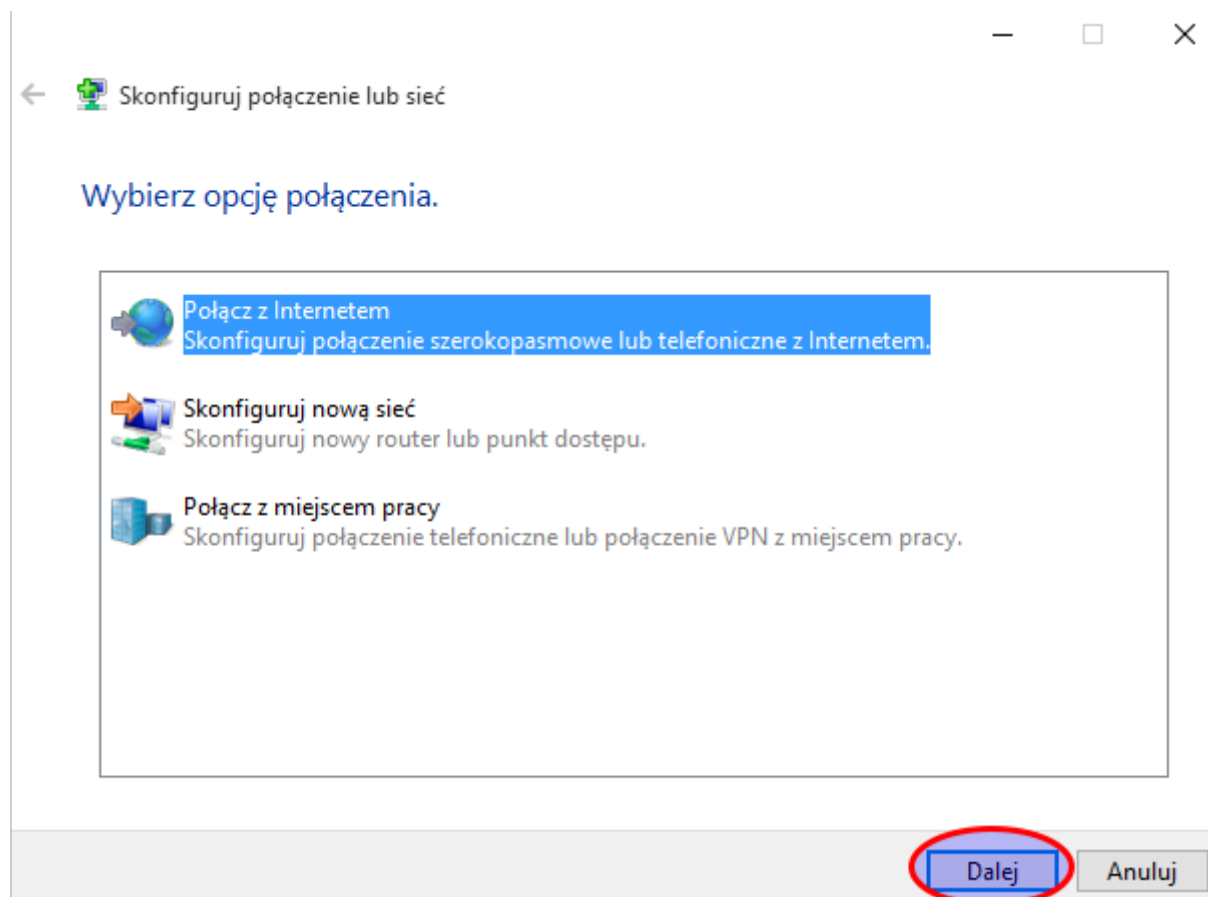 Skonfiguruj połączenie lub sieć
Wybierz opcję połączenia.
Połącz z Internetem
Skonfiguruj połączenie szerokopasmowe lub telefoniczne z Internetem.
Skonfiguruj nową sieć
Skonfiguruj nowy router lub punkt dostępu.
Połącz z miejscem pracy
Skonfiguruj połączenie telefoniczne lub połączenie VPN z miejscem pracy.
Dalej Anuluj